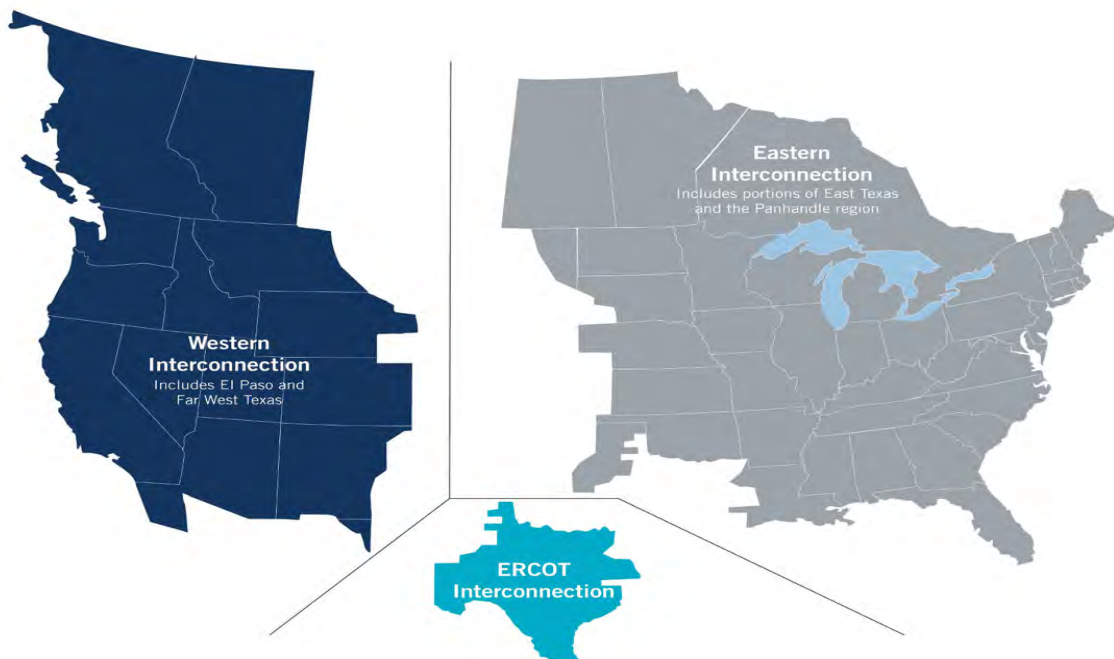 Western
Interconnection
Includes El Paso and
Far West Texas
Eastern
Interconnection
Includes portions of East Texas
and the Panhandle region
ERCOT
Interconnection